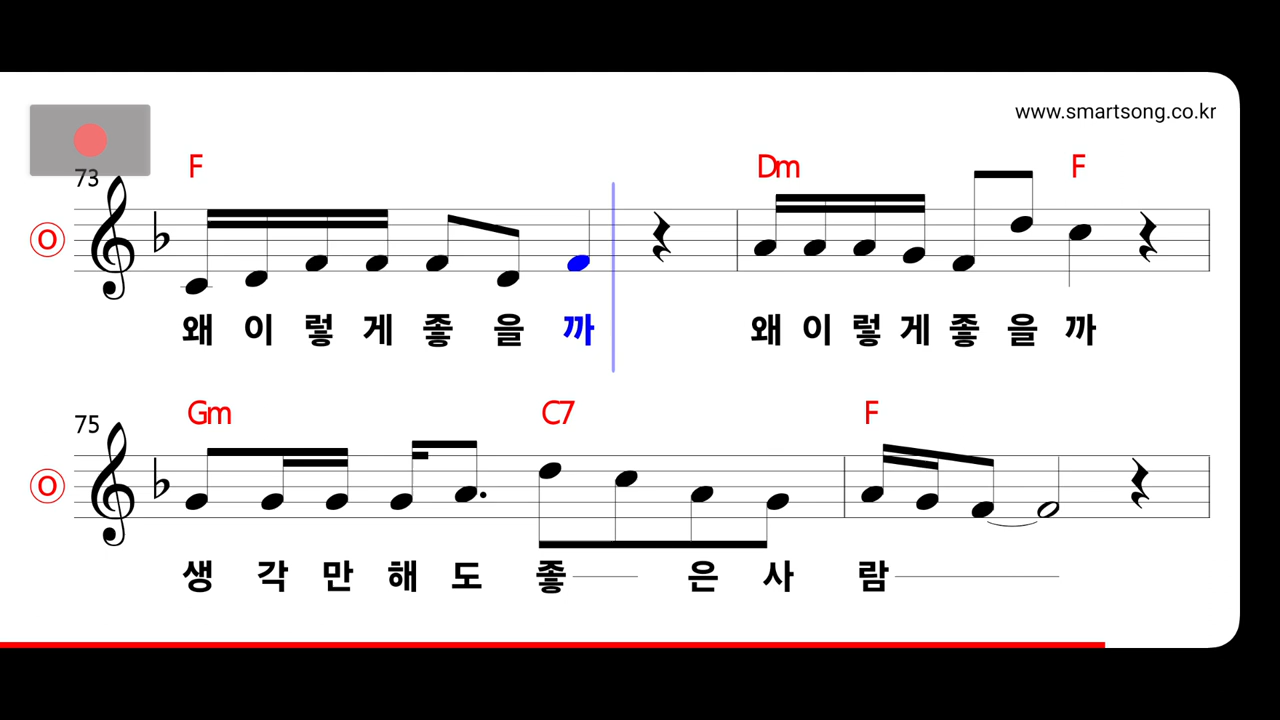 www.smartsong.co.kr
F Dm F
73
O
왜 이 렇 게 좋 을 까 왜 이 렇 게 좋 을 까
Gm C7 F
75
O
생 각 만 해 도 좋 은 사 람